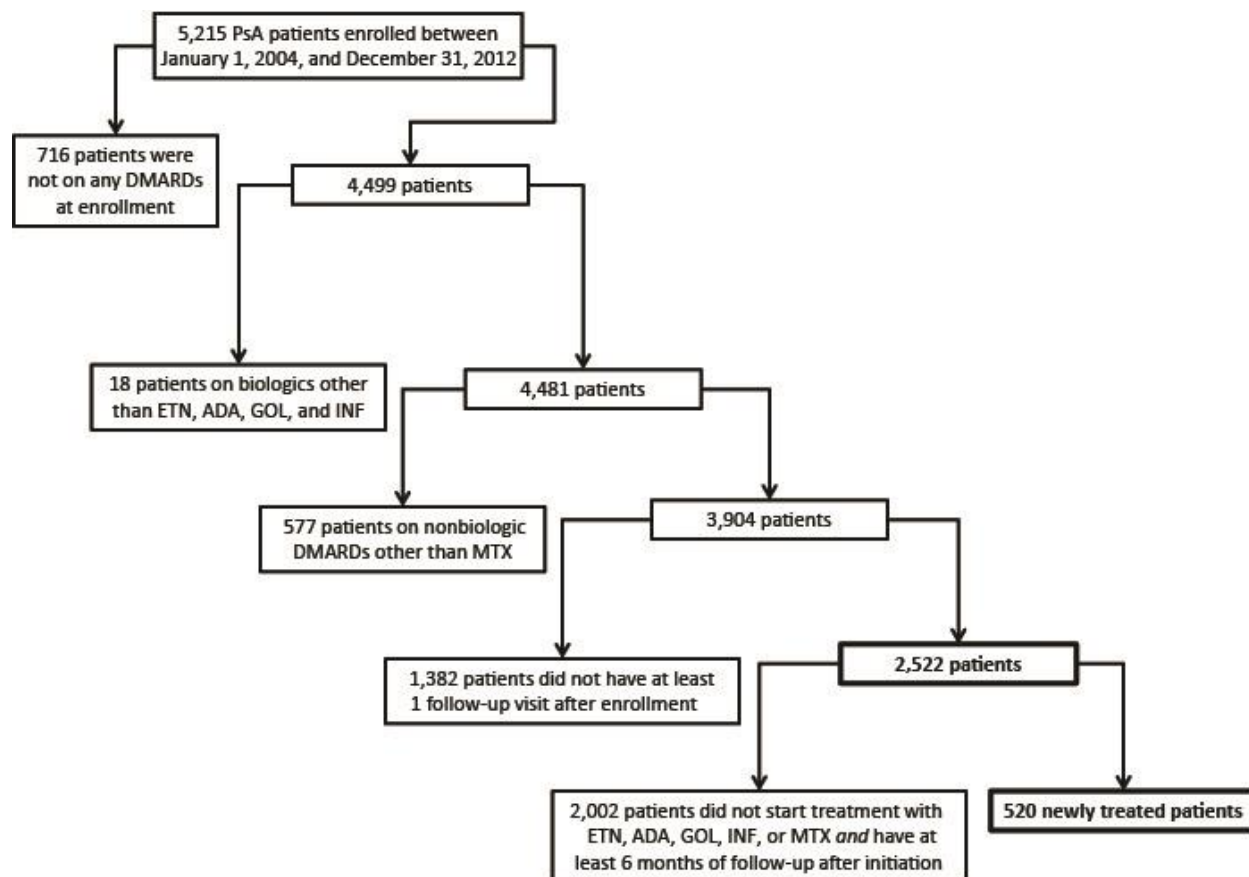 5,215 PsA patients enrolled between
January 1, 2004, and December 31, 2012
716 patients were
not on any DMARDs
at enrollment
4,499 patients
18 patients on biologics other
than ETN, ADA, GOL, and INF
4,481 patients
577 patients on nonbiologic
DMARDs other than MTX
3,904 patients
1,382 patients did not have at least
1 follow-up visit after enrollment
2,522 patients
2,002 patients did not start treatment with
ETN, ADA, GOL, INF, or MTX and have at
least 6 months of follow-up after initiation
520 newly treated patients